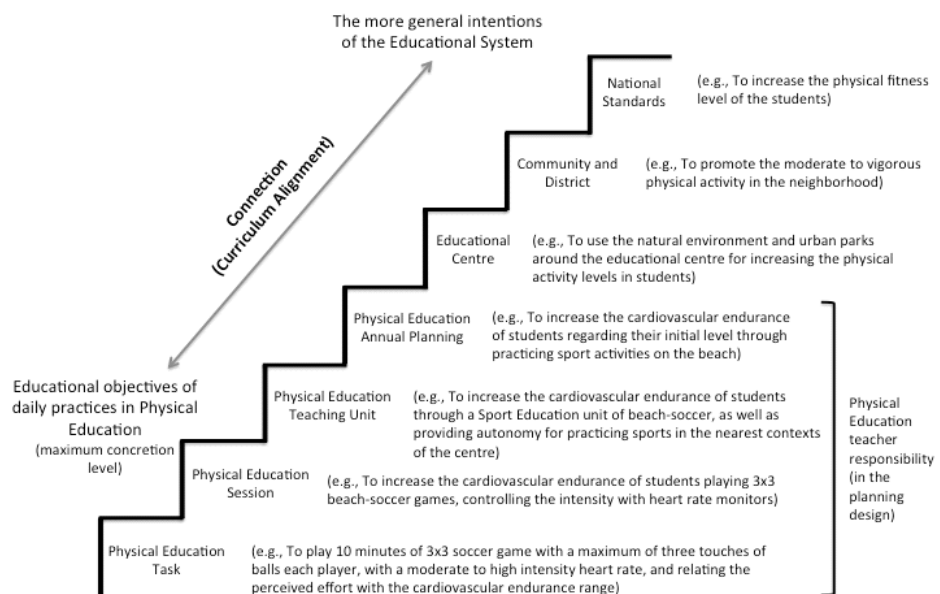 The more general intentions
of the Educational System
National
Standards
(e.g., To increase the physical fitness
level of the students)
Connection
(Curriculum Alignment)
Community and
District
(e.g., To promote the moderate to vigorous
physical activity in the neighborhood)
Educational
Centre
(e.g., To use the natural environment and urban parks
around the educational centre for increasing the physical
activity levels in students)
Physical Education
Annual Planning
(e.g., To increase the cardiovascular endurance
of students regarding their initial level through
practicing sport activities on the beach)
Educational objectives of
daily practices in Physical
Education
(maximum concretion
level)
Physical Education
Teaching Unit
(e.g., To increase the cardiovascular endurance of students
through a Sport Education unit of beach-soccer, as well as
providing autonomy for practicing sports in the nearest contexts
of the centre)
Physical
Education
teacher
responsibility
(in the
planning
design)
Physical Education
Session
(e.g., To increase the cardiovascular endurance of students playing 3x3
beach-soccer games, controlling the intensity with heart rate monitors)
Physical Education
Task
(e.g., To play 10 minutes of 3x3 soccer game with a maximum of three touches of
balls each player, with a moderate to high intensity heart rate, and relating the
perceived effort with the cardiovascular endurance range)